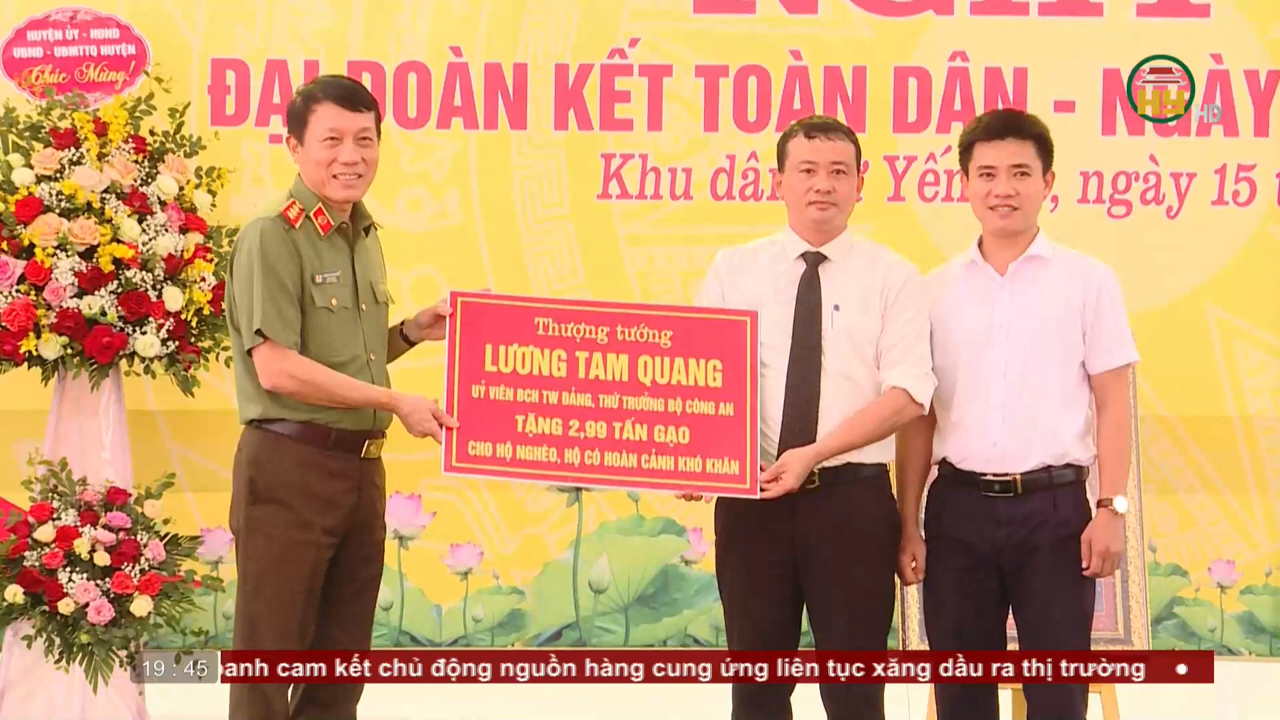 HUYỆN ỦY - HĐND
UBND - UBMTTQ HUYỆN
Chúc Mừng!
ĐẠI ĐOÀN KẾT TOÀN DÂN - NGÀY
Khu dân Yến ngày 15
HY HD
Thượng tướng
LƯƠNG TAM QUANG
UỶ VIÊN BCH TW ĐẢNG, THỨ TRƯỞNG BỘ CÔNG AN
TẶNG 2,99 TẤN GẠO
CHO HỘ NGHÈO, HỘ CÓ HOÀN CẢNH KHÓ KHĂN
19 : 45 oanh cam kết chủ động nguồn hàng cung ứng liên tục xăng dầu ra thị trường